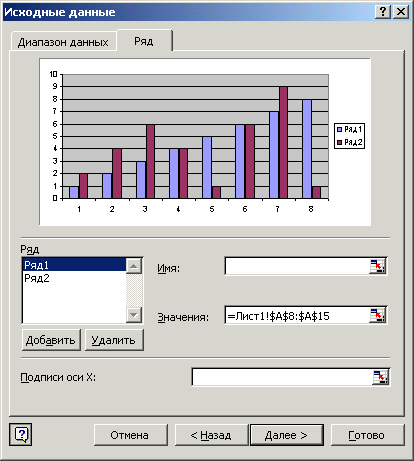 Исходные данные
Диапазон данных Ряд
10
9
8
7
6
5
4
3
2
1
0
1 2 3 4 5 6 7 8
Ряд1
Ряд2
Ряд
Ряд1
Ряд2
Имя:
Значения: =Лист1!$A$8:$A$15
Добавить Удалить
Подписи оси X:
Отмена < Назад Далее > Готово